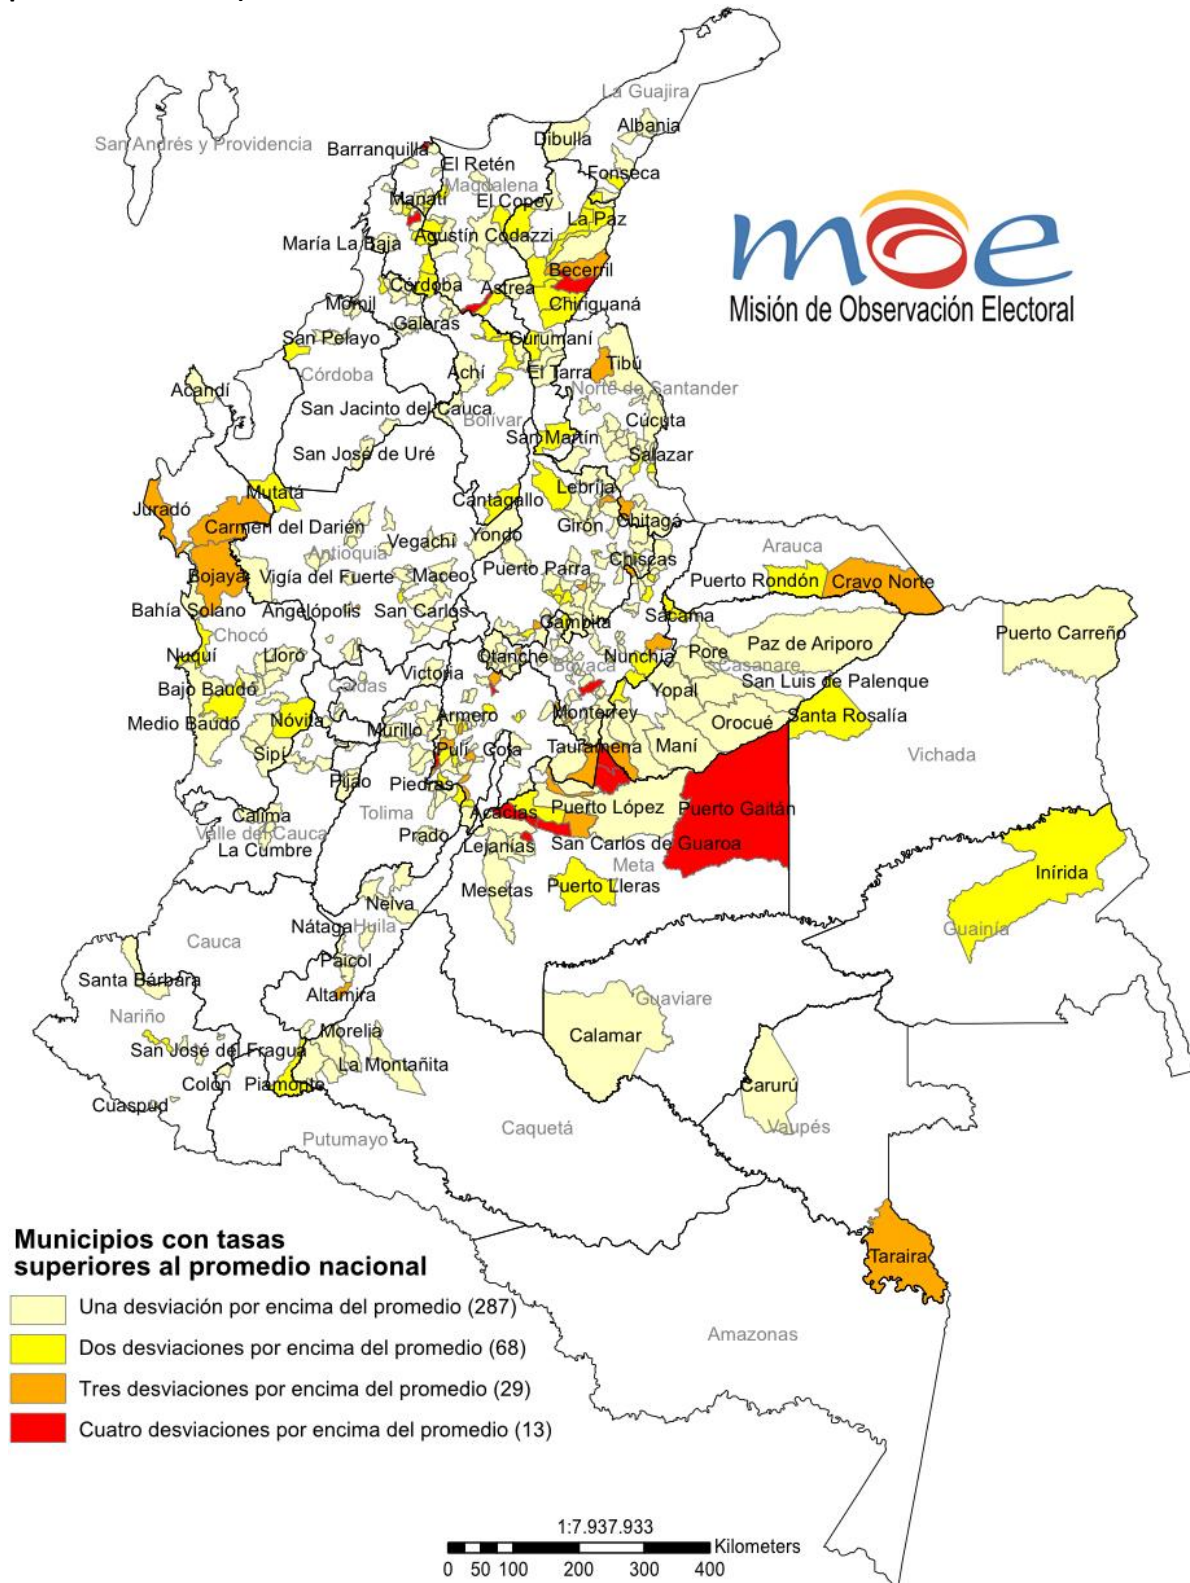 La Guajira
Albania
Dibulla
San Andrés y Providencia
Barranquilla
El Retén
Fonseca
Magdalena
Manatí
El Copey
La Paz
María La Baja
Agustín Codazzi
moe
Misión de Observación Electoral
Becerril
Córdoba
Astrea
Chiriguaná
Momil
Galeras
San Pelayo
Curumaní
Tibú
Achí
El Tarra
Córdoba
Norte de Santander
Acandí
San Jacinto del Cauca
Bolívar
Cúcuta
San Martín
San José de Uré
Salazar
Mutatá
Lebrija
Cantagallo
Juradó
Carmen del Darién
Girón
Chitagá
Yondó
Vegachí
Antioquia
Arauca
Chiscas
Puerto Parra
Bojayá
Vigía del Fuerte
Maceo
Puerto Rondón
Cravo Norte
Bahía Solano
Angelópolis
San Carlos
Sácama
Gámbita
Chocó
Puerto Carreño
Paz de Ariporo
Nuquí
Lloró
Otanche
Nunchía
Pore
Boyacá
Casanare
Victoria
San Luis de Palenque
Bajo Baudó
Caldas
Yopal
Medio Baudó
Nóvita
Armero
Monterrey
Orocué
Santa Rosalía
Murillo
Sipí
Pulí
Cota
Tauramena
Maní
Vichada
Pijao
Piedras
Calima
Tolima
Acacías
Puerto López
Puerto Gaitán
Valle del Cauca
Prado
La Cumbre
Lejanías
San Carlos de Guaroa
Meta
Inírida
Mesetas
Puerto Lleras
Neiva
Nátaga
Huila
Guainía
Cauca
Paicol
Santa Bárbara
Altamira
Guaviare
Nariño
Morelia
Calamar
San José del Fragua
La Montañita
Colón
Piamonte
Carurú
Cuaspud
Vaupés
Putumayo
Caquetá
Municipios con tasas
superiores al promedio nacional
Taraira
Una desviación por encima del promedio (287)
Amazonas
Dos desviaciones por encima del promedio (68)
Tres desviaciones por encima del promedio (29)
Cuatro desviaciones por encima del promedio (13)
1:7.937.933
Kilometers
0 50 100 200 300 400